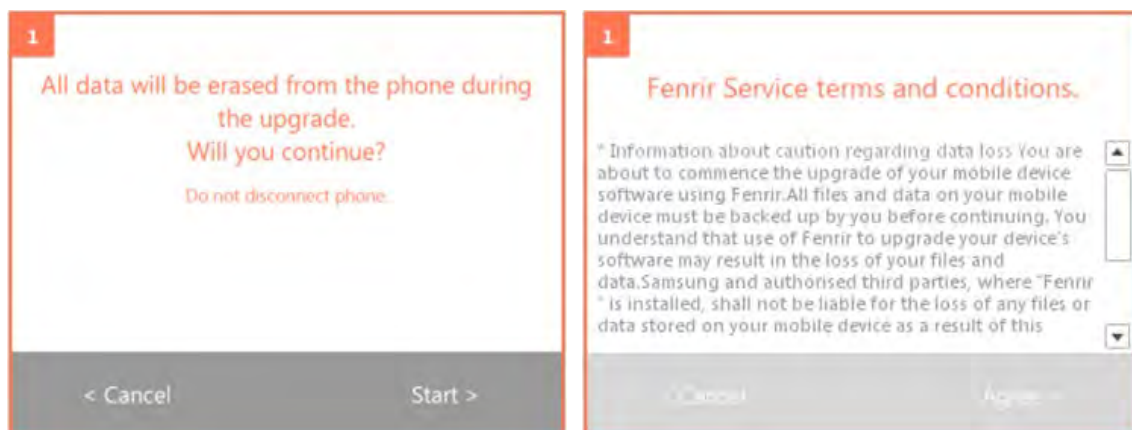 1
All data will be erased from the phone during
the upgrade.
Will you continue?
Do not disconnect phone.
< Cancel
Start >
1
Fenrir Service terms and conditions.
* Information about caution regarding data loss You are
about to commence the upgrade of your mobile device
software using Fenrir.All files and data on your mobile
device must be backed up by you before continuing. You
understand that use of Fenrir to upgrade your device's
software may result in the loss of your files and
data.Samsung and authorised third parties, where "Fenrir
" is installed, shall not be liable for the loss of any files or
data stored on your mobile device as a result of this
< Cancel
Agree >